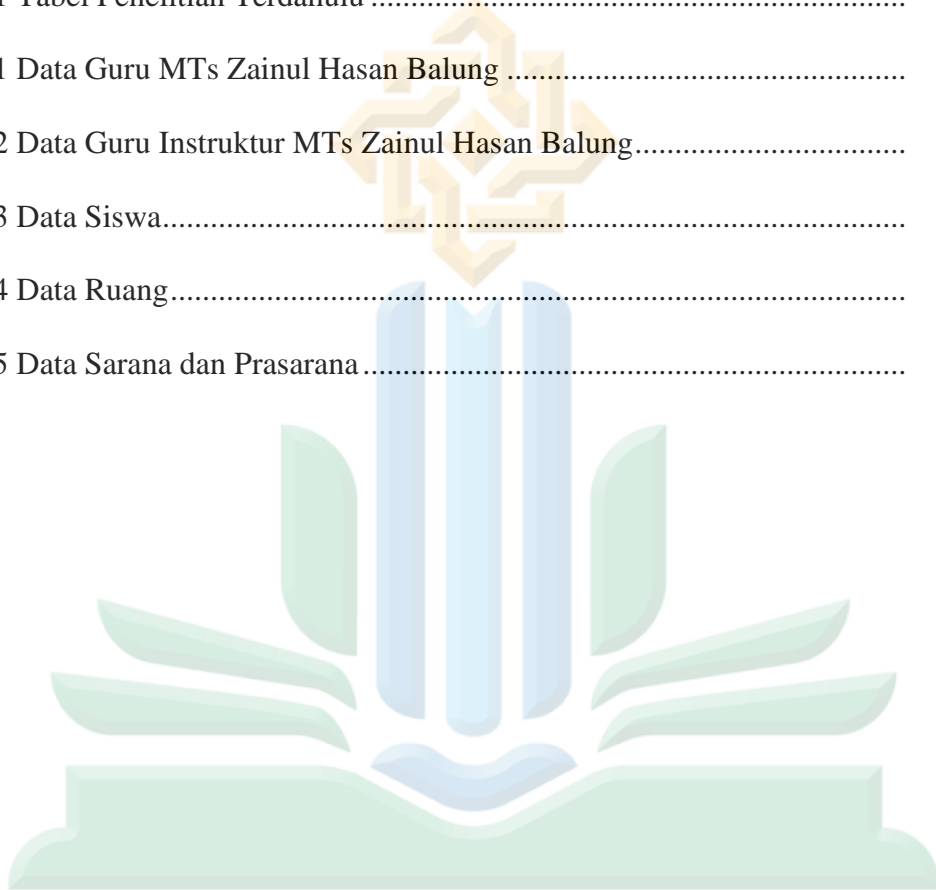 1 Tabel Penelitian Terdahulu ....................................................................
1 Data Guru MTs Zainul Hasan Balung ...................................................
2 Data Guru Instruktur MTs Zainul Hasan Balung..................................
3 Data Siswa..............................................................................................
4 Data Ruang.............................................................................................
5 Data Sarana dan Prasarana .....................................................................